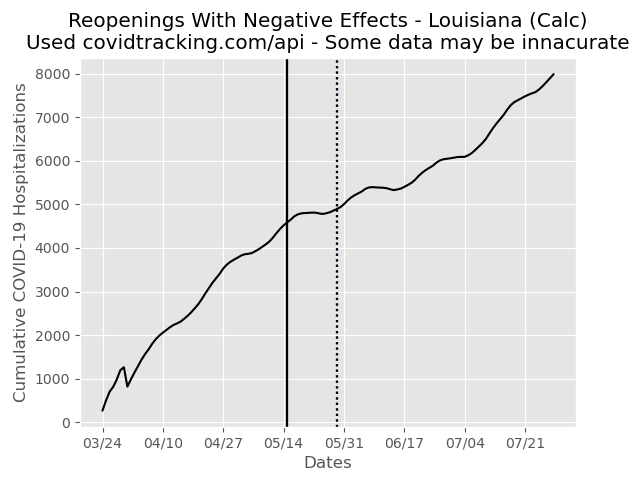 Reopenings With Negative Effects - Louisiana (Calc)
Used covidtracking.com/api - Some data may be innacurate
Cumulative COVID-19 Hospitalizations
8000
7000
6000
5000
4000
3000
2000
1000
0
03/24 04/10 04/27 05/14 05/31 06/17 07/04 07/21
Dates